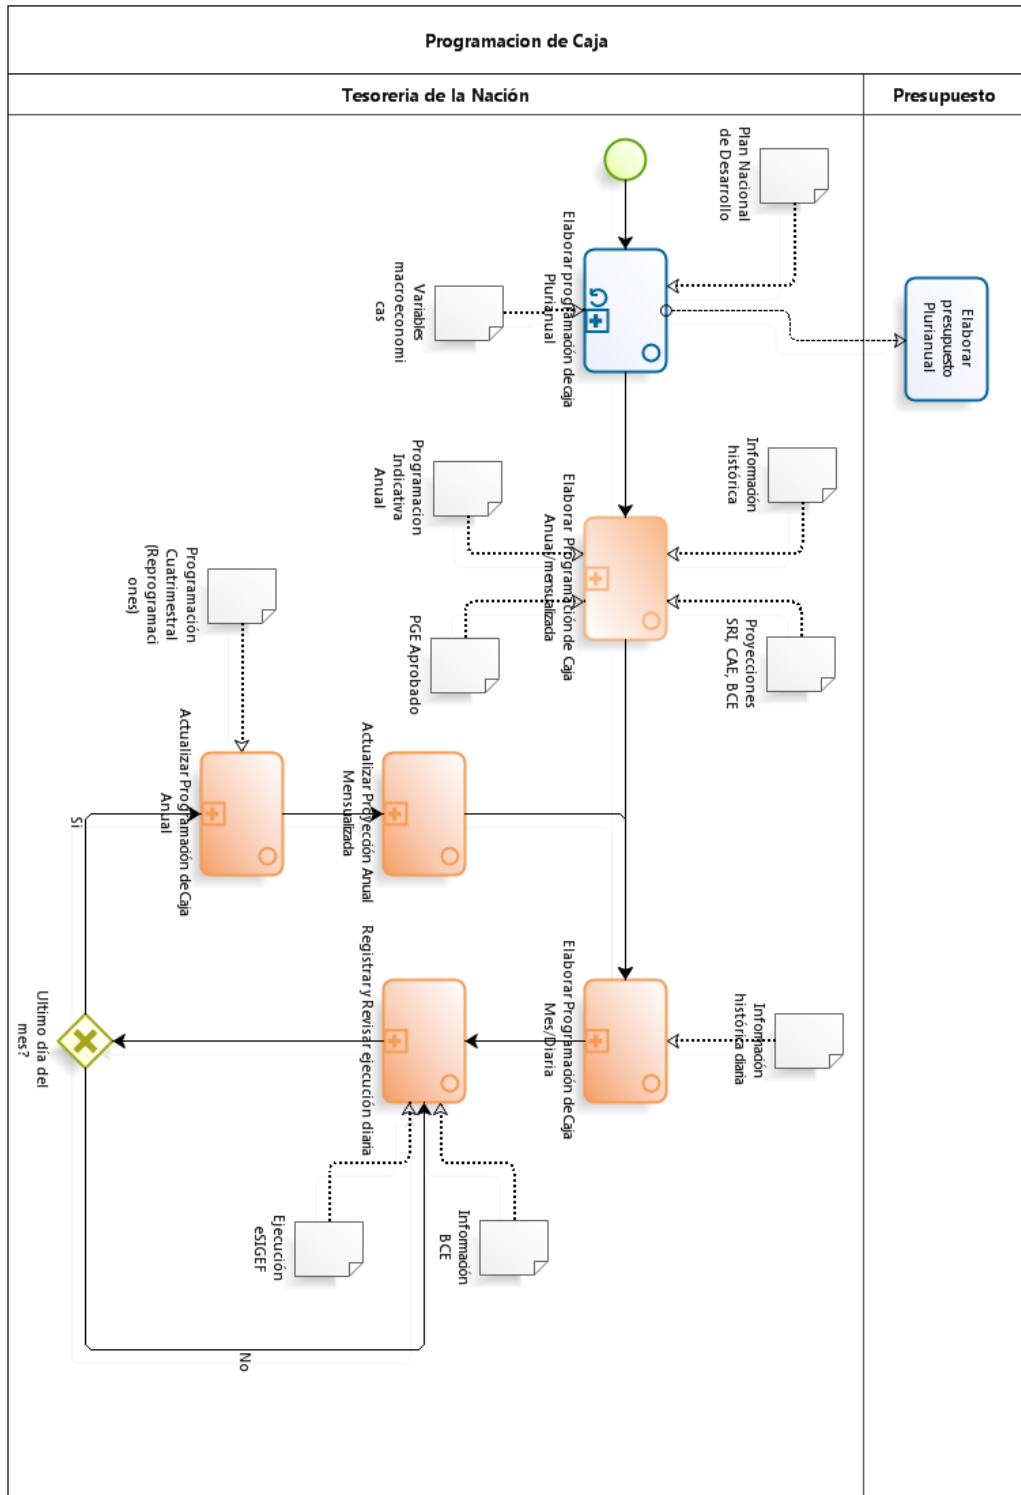 Programacion de Caja
Tesoreria de la Nación
Presupuesto
Plan Nacional
de Desarrollo
Elaborar programación de caja
Plurianual
Variables
macroeconomi
cas
Elaborar
presupuesto
Plurianual
Información
histórica
Programacion
Indicativa
Anual
Elaborar Programación de Caja
Anual/mensualizada
Proyecciones
SRI, CAE, BCE
PGE Aprobado
Programación
Cuatrimestral
(Reprogramaci
ones)
Actualizar Programación de Caja
Anual
Actualizar Proyección Anual
Mensualizada
Si
Elaborar Programación de Caja
Mes/Diaria
Información
histórica diaria
Registrar y Revisar ejecución diaria
Ultimo día del
mes?
Ejecución
eSIGEF
Información
BCE
No